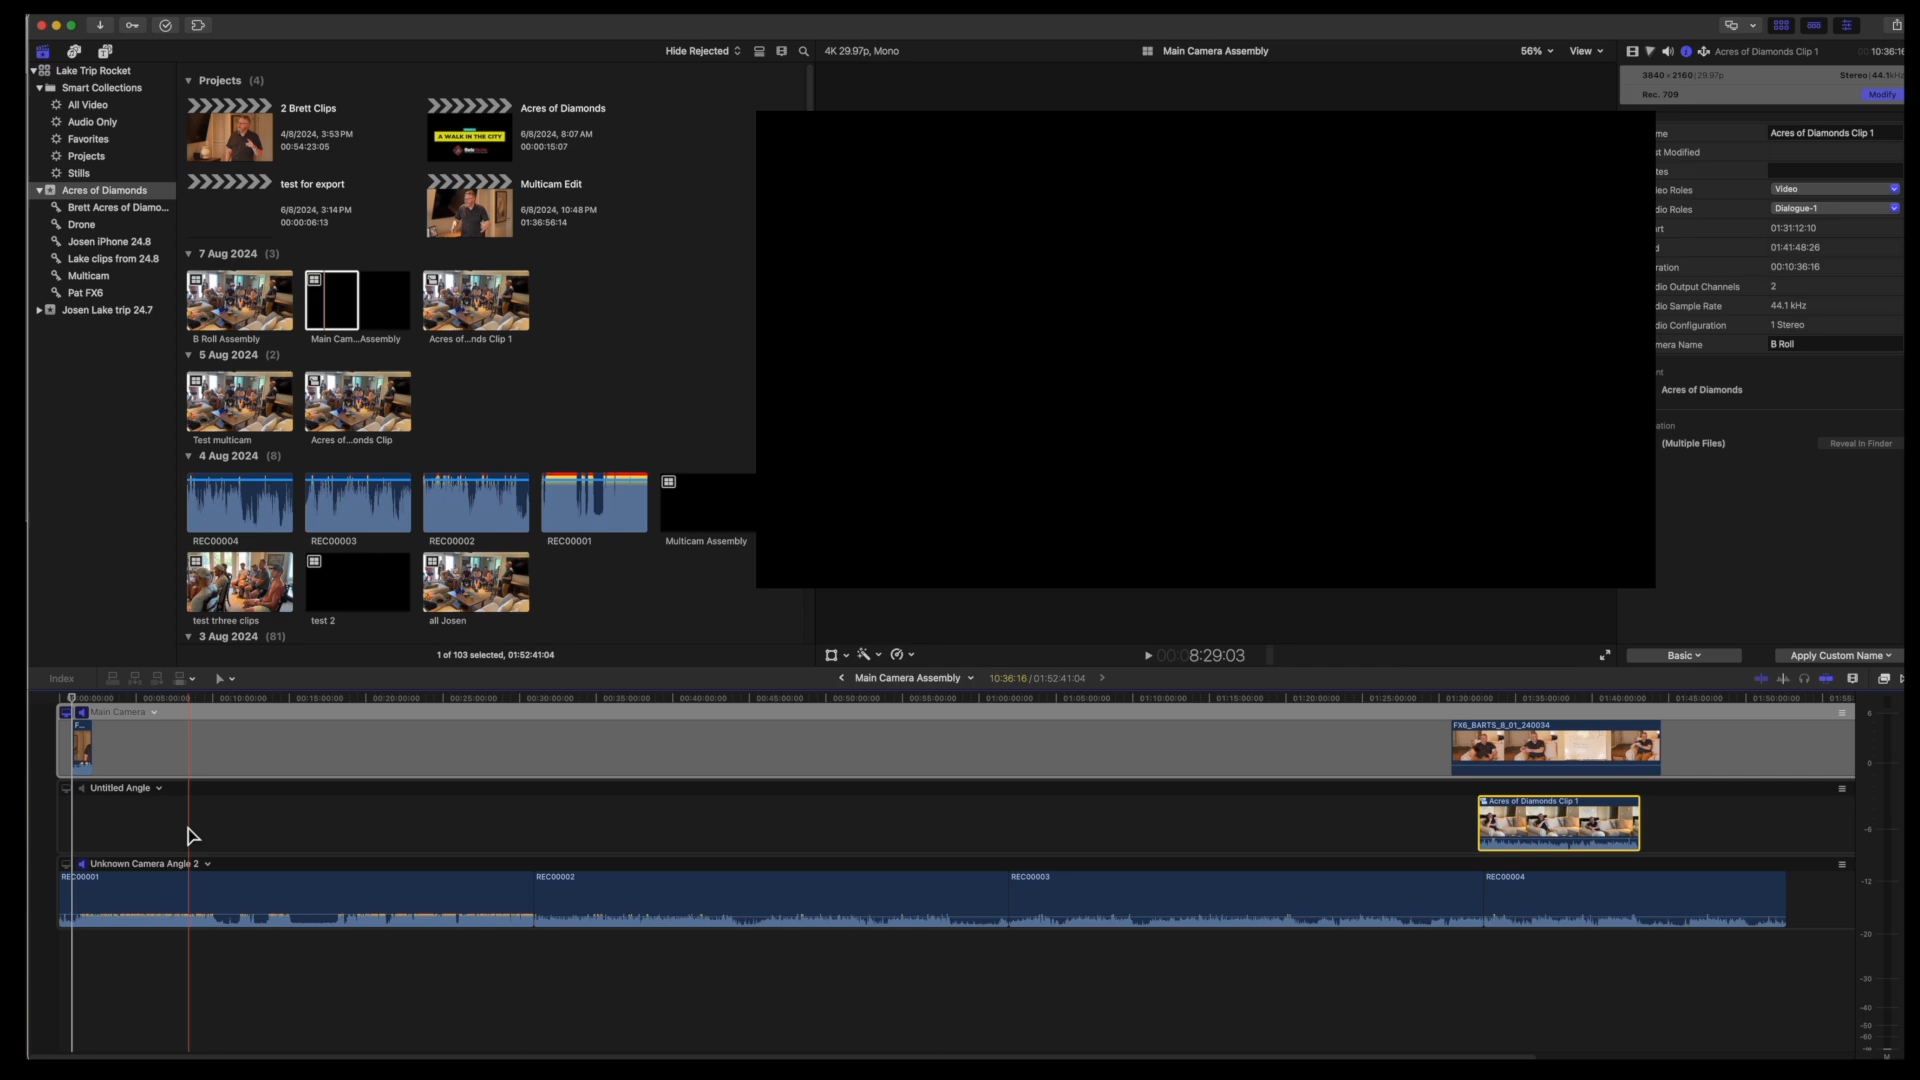 Hide Rejected
4K 29.97p, Mono
Main Camera Assembly
56%
View
Acres of Diamonds Clip 1
10:36:16
Lake Trip Rocket
Smart Collections
All Video
Audio Only
Favorites
Projects
Stills
Acres of Diamonds
Brett Acres of Diamo...
Drone
Josen iPhone 24.8
Lake clips from 24.8
Multicam
Pat FX6
Josen Lake trip 24.7
Projects (4)
2 Brett Clips
4/8/2024, 3:53 PM
00:54:23:05
Acres of Diamonds
6/8/2024, 8:07 AM
00:00:15:07
A WALK IN THE CITY
test for export
6/8/2024, 3:14 PM
00:00:06:13
Multicam Edit
6/8/2024, 10:48 PM
01:36:56:14
7 Aug 2024 (3)
B Roll Assembly
Main Cam...Assembly
Acres of...nds Clip 1
5 Aug 2024 (2)
Test multicam
Acres of...onds Clip
4 Aug 2024 (8)
REC00004
REC00003
REC00002
REC00001
Multicam Assembly
test trhree clips
test 2
all Josen
3 Aug 2024 (81)
1 of 103 selected, 01:52:41:04
8:29:03
3840 x 2160 | 29.97p
Stereo | 44.1kHz
Rec. 709
Modify
me
Acres of Diamonds Clip 1
st Modified
tes
leo Roles
Video
dio Roles
Dialogue-1
rt
01:31:12:10
d
01:41:48:26
ration
00:10:36:16
dio Output Channels
2
dio Sample Rate
44.1 kHz
dio Configuration
1 Stereo
mera Name
B Roll
nt
Acres of Diamonds
ation
(Multiple Files)
Reveal In Finder
Basic
Apply Custom Name
Index
Main Camera Assembly
10:36:16 / 01:52:41:04
00:00:00 00:05:00:00 00:10:00:00 00:15:00:00 00:20:00:00 00:25:00:00 00:30:00:00 00:35:00:00 00:40:00:00 00:45:00:00 00:50:00:00 00:55:00:00 01:00:00:00 01:05:00:00 01:10:00:00 01:15:00:00 01:20:00:00 01:25:00:00 01:30:00:00 01:35:00:00 01:40:00:00 01:45:00:00 01:50:00:00 01:55:
Main Camera
F...
FX6_BARTS_8_01_240034
Untitled Angle
Acres of Diamonds Clip 1
Unknown Camera Angle 2
REC00001
REC00002
REC00003
REC00004
6
0
-6
-12
-20
-30
-40
-50
-60
-∞
M